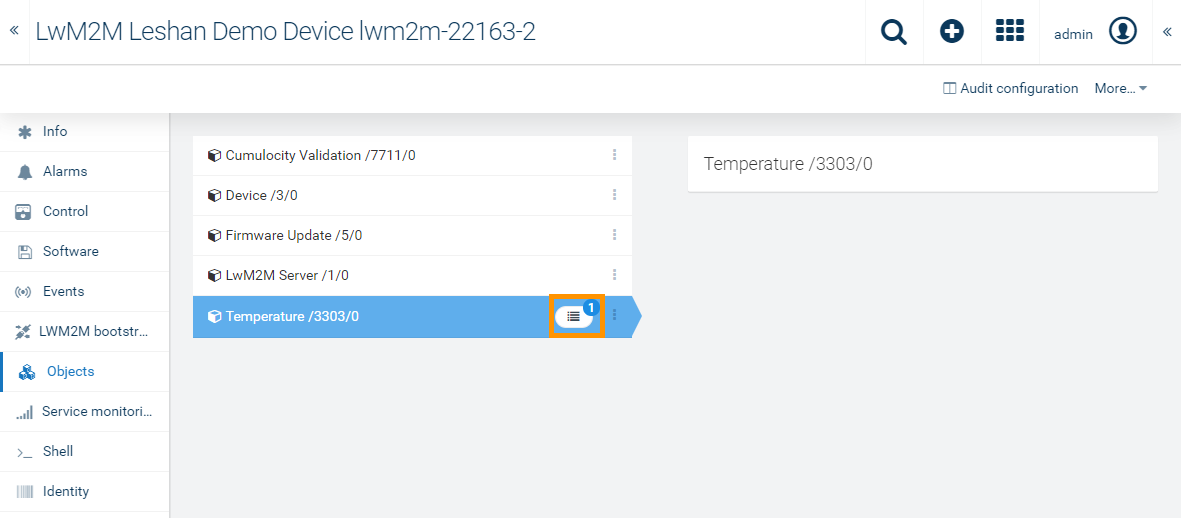 LwM2M Leshan Demo Device lwm2m-22163-2
admin
Audit configuration
More...
Info
Alarms
Control
Software
Events
LWM2M bootstr...
Objects
Service monitori...
Shell
Identity
Cumulocity Validation /7711/0
Device /3/0
Firmware Update /5/0
LwM2M Server /1/0
Temperature /3303/0
1
Temperature /3303/0